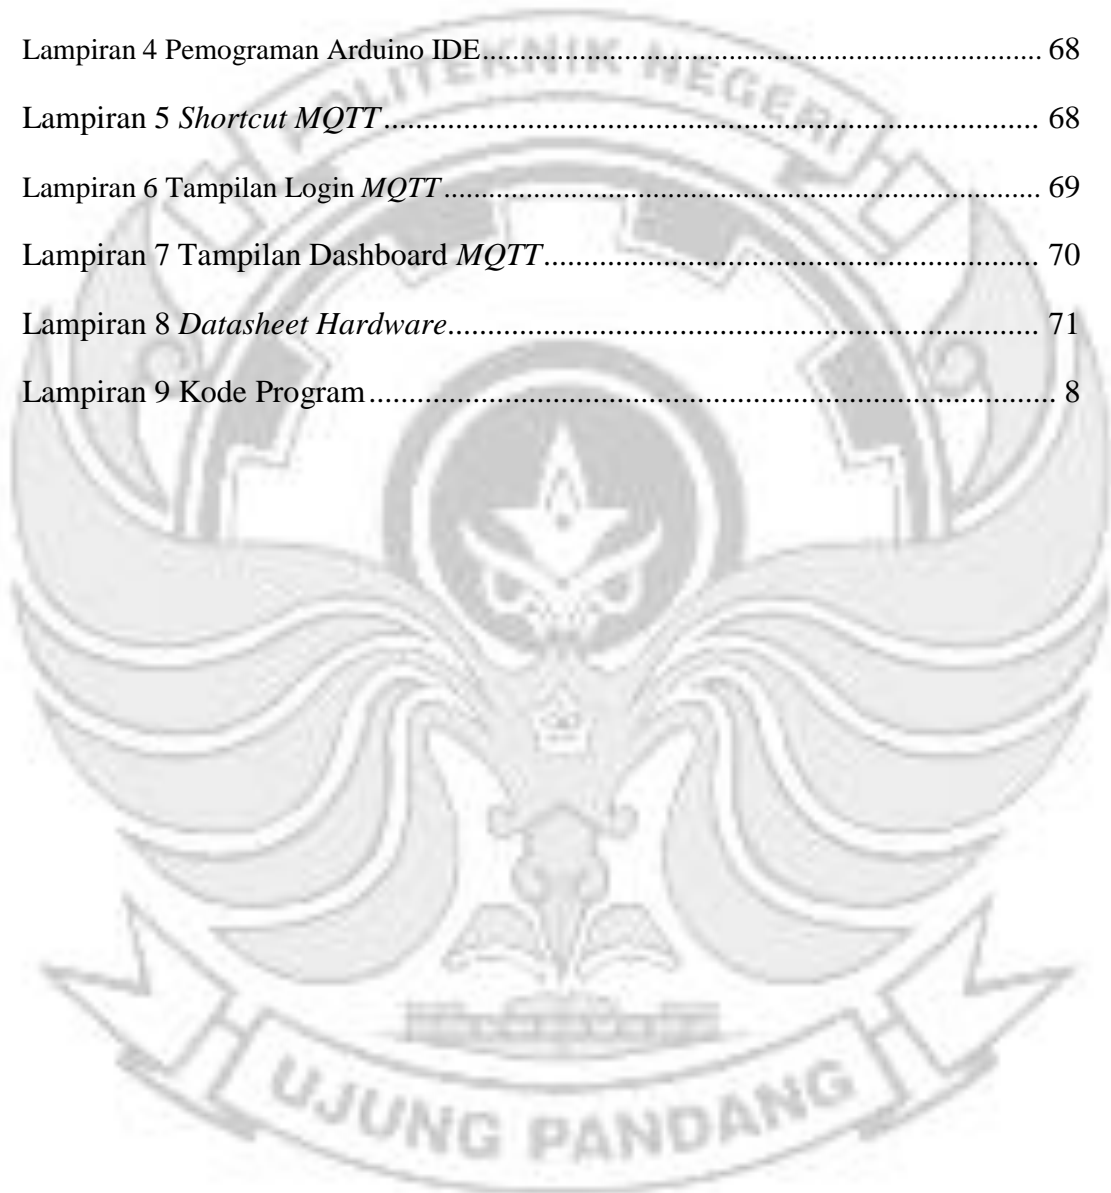 Lampiran 4 Pemograman Arduino IDE........................................................................... 68
Lampiran 5 Shortcut MQTT................................................................................. 68
Lampiran 6 Tampilan Login MQTT................................................................................ 69
Lampiran 7 Tampilan Dashboard MQTT.............................................................. 70
Lampiran 8 Datasheet Hardware.......................................................................... 71
Lampiran 9 Kode Program..................................................................................... 8
POLITEKNIK NEGERI
UJUNG PANDANG